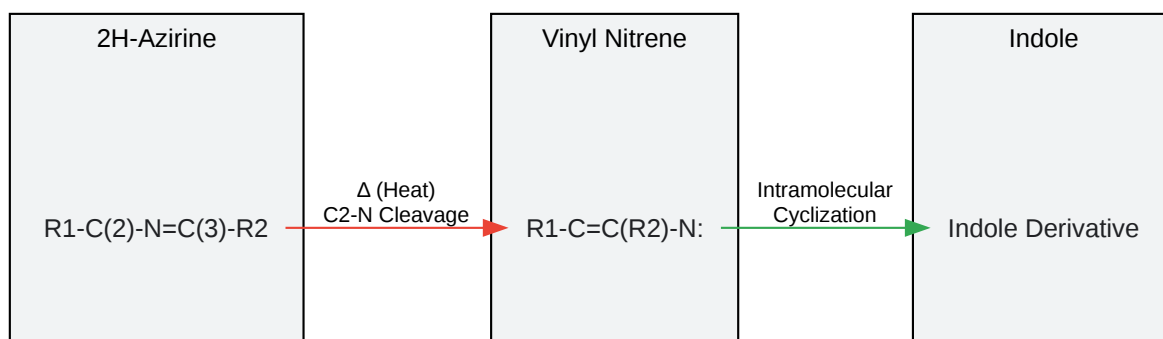 2H-Azirine
Vinyl Nitrene
Indole
Δ (Heat)
C2-N Cleavage
Intramolecular
Cyclization
R1-C(2)-N=C(3)-R2
R1-C=C(R2)-N:
Indole Derivative